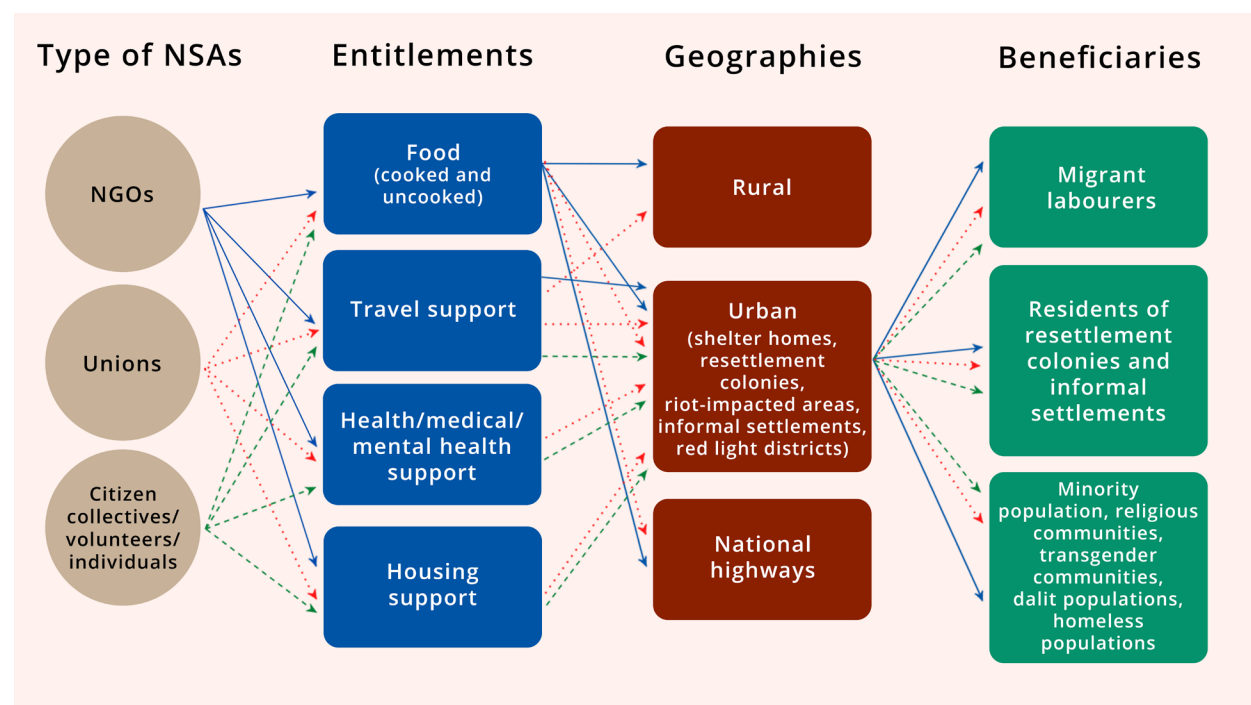 Type of NSAs
Entitlements
Geographies
Beneficiaries
NGOs
Unions
Citizen
collectives/
volunteers/
individuals
Food
(cooked and
uncooked)
Travel support
Health/medical/
mental health
support
Housing
support
Rural
Urban
(shelter homes,
resettlement
colonies,
riot-impacted areas,
informal settlements,
red light districts)
National
highways
Migrant
labourers
Residents of
resettlement
colonies and
informal
settlements
Minority
population, religious
communities,
transgender
communities,
dalit populations,
homeless
populations